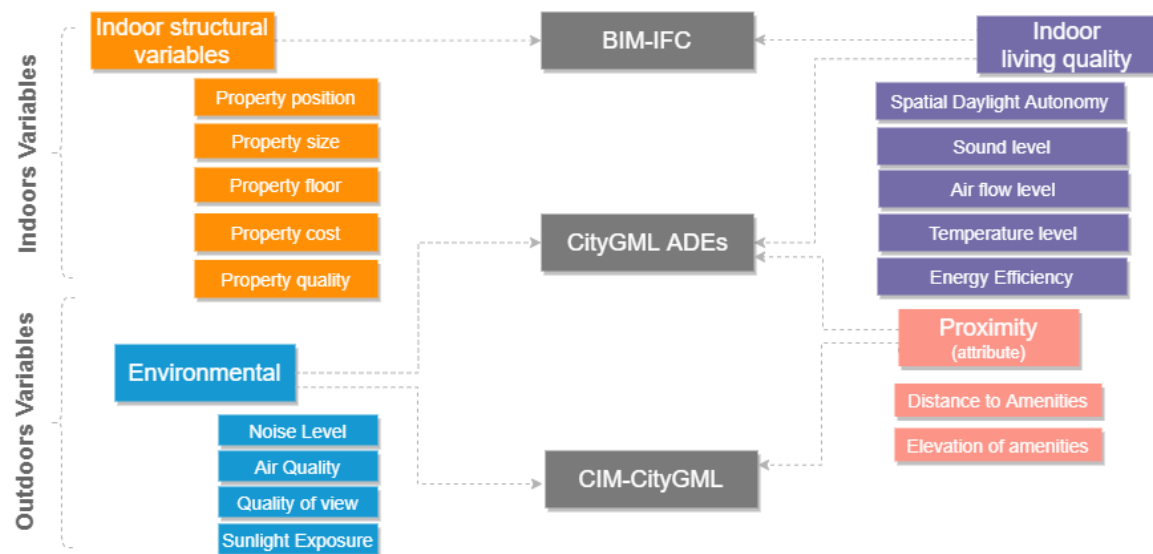 Indoors Variables
Indoor structural
variables
Property position
Property size
Property floor
Property cost
Property quality
Outdoors Variables
Environmental
Noise Level
Air Quality
Quality of view
Sunlight Exposure
BIM-IFC
CityGML ADEs
CIM-CityGML
Indoor
living quality
Spatial Daylight Autonomy
Sound level
Air flow level
Temperature level
Energy Efficiency
Proximity
(attribute)
Distance to Amenities
Elevation of amenities